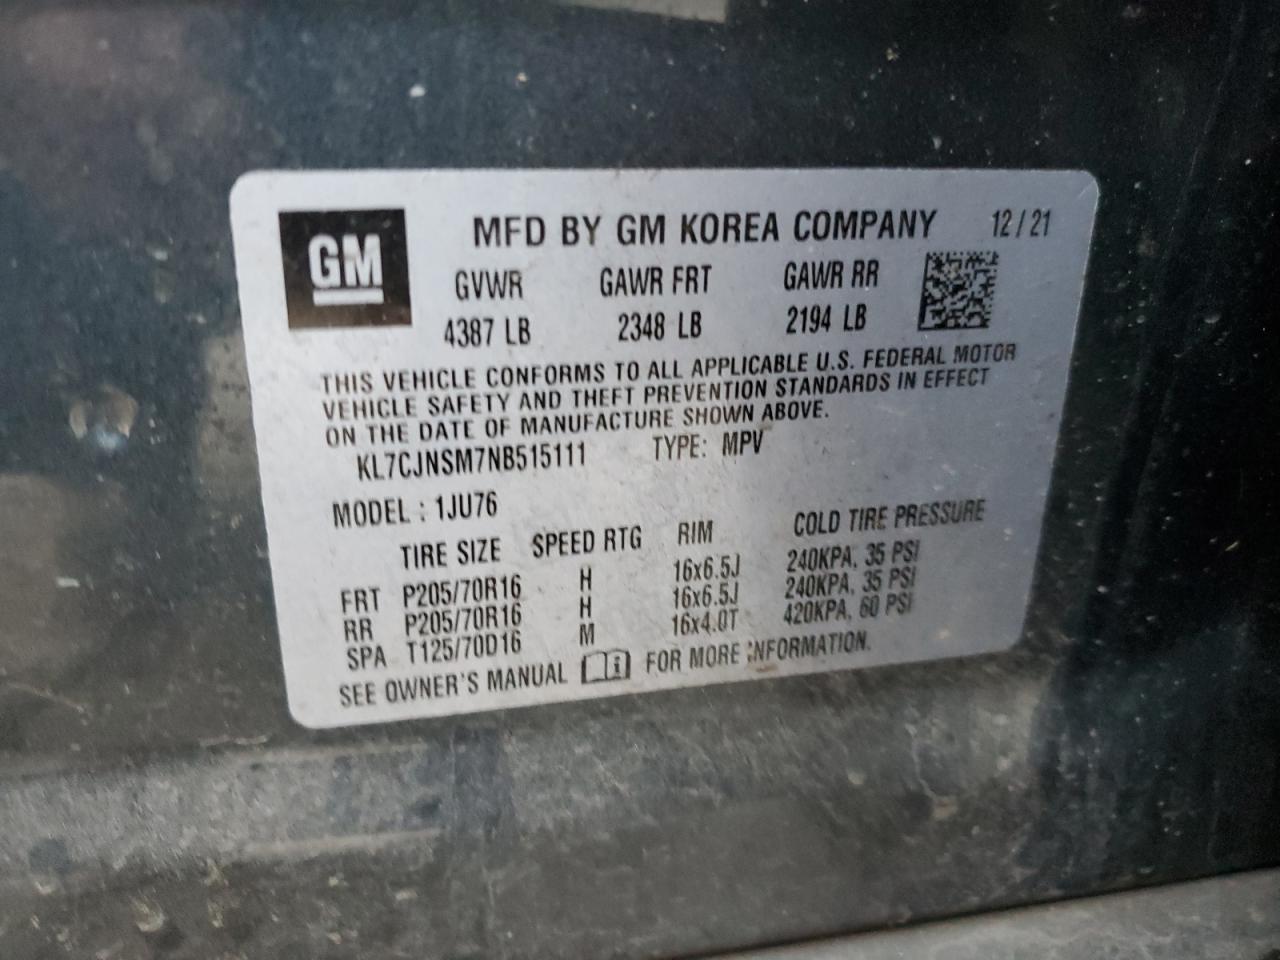 GM
MFD BY GM KOREA COMPANY 12/21
GVWR GAWR FRT GAWR RR
4387 LB 2348 LB 2194 LB
THIS VEHICLE CONFORMS TO ALL APPLICABLE U.S. FEDERAL MOTOR
VEHICLE SAFETY AND THEFT PREVENTION STANDARDS IN EFFECT
ON THE DATE OF MANUFACTURE SHOWN ABOVE.
KL7CJNSM7NB515111 TYPE: MPV
MODEL : 1JU76
TIRE SIZE SPEED RTG RIM COLD TIRE PRESSURE
FRT P205/70R16 H 16x6.5J 240KPA, 35 PSI
RR P205/70R16 H 16x6.5J 240KPA, 35 PSI
SPA T125/70D16 M 16x4.0T 420KPA, 60 PSI
SEE OWNER'S MANUAL i FOR MORE INFORMATION.